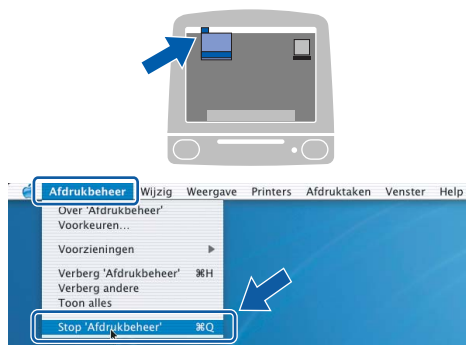 Afdrukbeheer Wijzig Weergave Printers Afdruktaken Venster Help
Over 'Afdrukbeheer'
Voorkeuren...
Voorzieningen ▶
Verberg 'Afdrukbeheer' ⌘H
Verberg andere
Toon alles
Stop 'Afdrukbeheer' ⌘Q